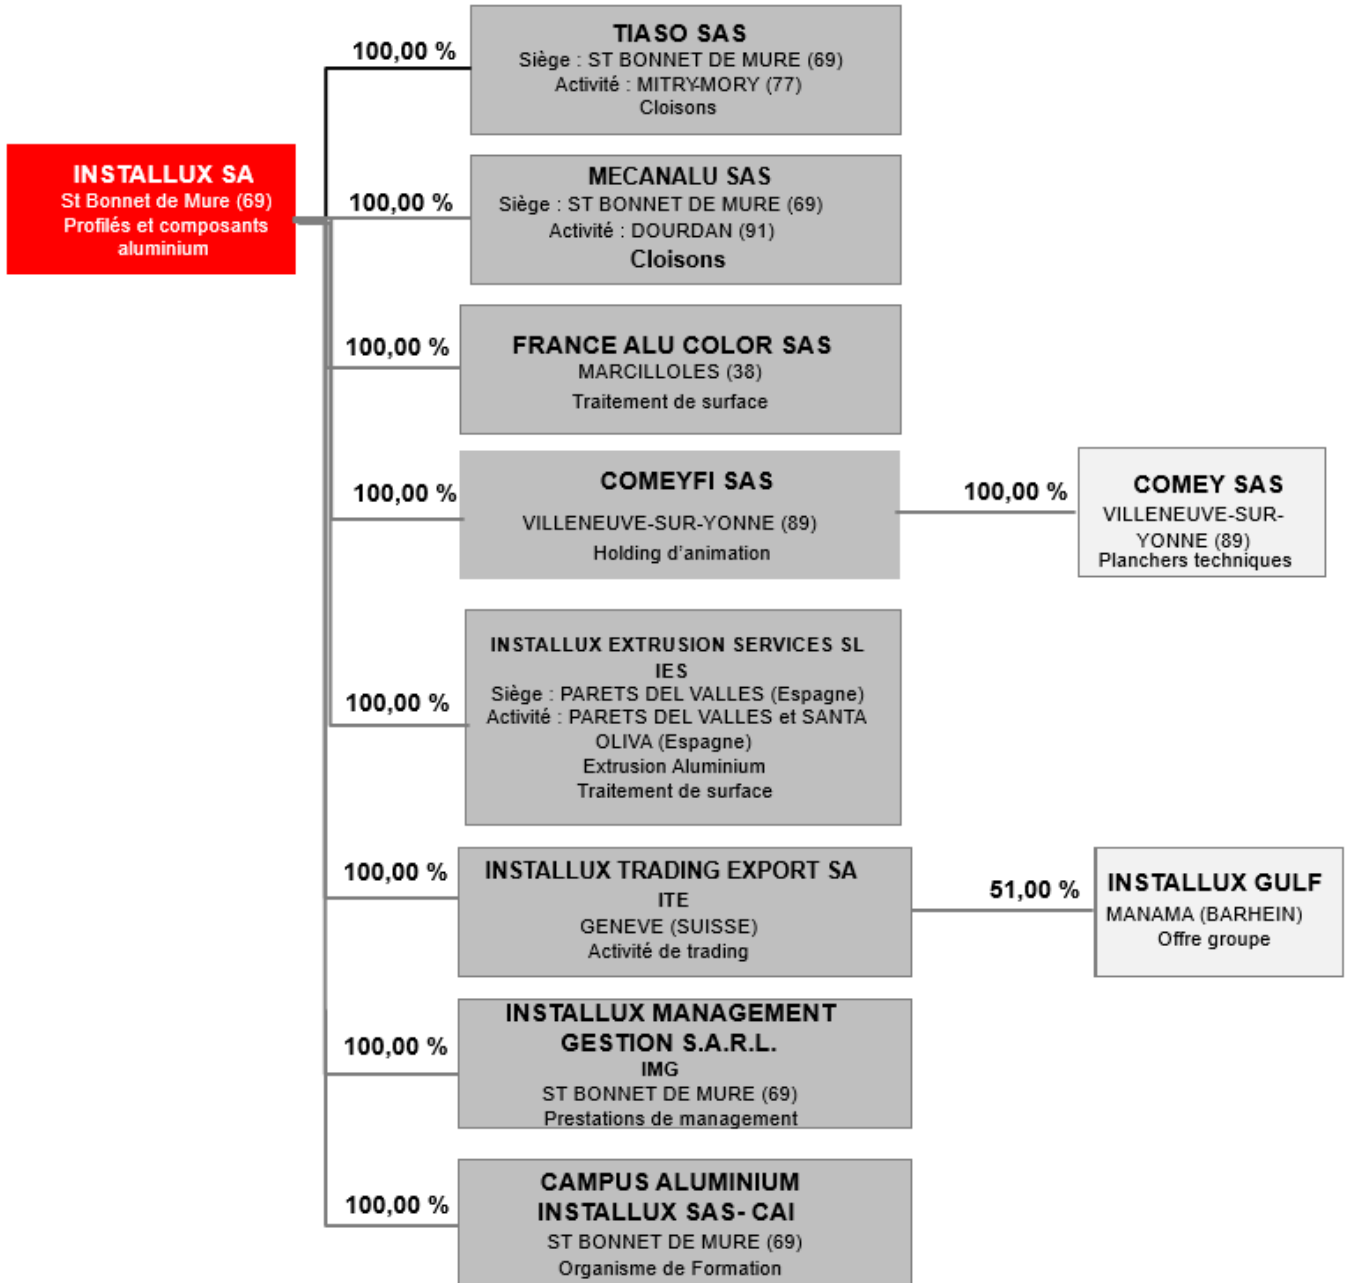 TIASO SAS
100,00 %
Siège : ST BONNET DE MURE (69)
Activité : MITRY-MORY (77)
Cloisons
INSTALLUX SA
St Bonnet de Mure (69)
Profilés et composants
aluminium
MECANALU SAS
100,00 %
Siège : ST BONNET DE MURE (69)
Activité : DOURDAN (91)
Cloisons
FRANCE ALU COLOR SAS
100,00 %
MARCILLOLES (38)
Traitement de surface
COMEYFI SAS
100,00 %
VILLENEUVE-SUR-YONNE (89)
Holding d’animation
100,00 %
COMEY SAS
VILLENEUVE-SUR-
YONNE (89)
Planchers techniques
INSTALLUX EXTRUSION SERVICES SL
IES
100,00 %
Siège : PARETS DEL VALLES (Espagne)
Activité : PARETS DEL VALLES et SANTA
OLIVA (Espagne)
Extrusion Aluminium
Traitement de surface
100,00 %
INSTALLUX TRADING EXPORT SA
ITE
GENEVE (SUISSE)
Activité de trading
51,00 %
INSTALLUX GULF
MANAMA (BARHEIN)
Offre groupe
INSTALLUX MANAGEMENT
GESTION S.A.R.L.
100,00 %
IMG
ST BONNET DE MURE (69)
Prestations de management
CAMPUS ALUMINIUM
INSTALLUX SAS- CAI
100,00 %
ST BONNET DE MURE (69)
Organisme de Formation